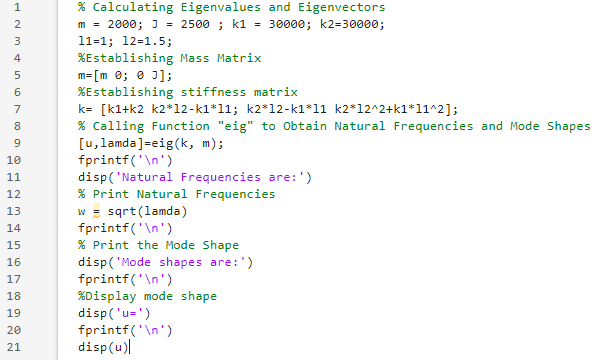 1 % Calculating Eigenvalues and Eigenvectors
2 m = 2000; J = 2500 ; k1 = 30000; k2=30000;
3 l1=1; l2=1.5;
4 %Establishing Mass Matrix
5 m=[m 0; 0 J];
6 %Establishing stiffness matrix
7 k= [k1+k2 k2*l2-k1*l1; k2*l2-k1*l1 k2*l2^2+k1*l1^2];
8 % Calling Function "eig" to Obtain Natural Frequencies and Mode Shapes
9 [u,lamda]=eig(k, m);
10 fprintf('\n')
11 disp('Natural Frequencies are:')
12 % Print Natural Frequencies
13 w = sqrt(lamda)
14 fprintf('\n')
15 % Print the Mode Shape
16 disp('Mode shapes are:')
17 fprintf('\n')
18 %Display mode shape
19 disp('u=')
20 fprintf('\n')
21 disp(u)